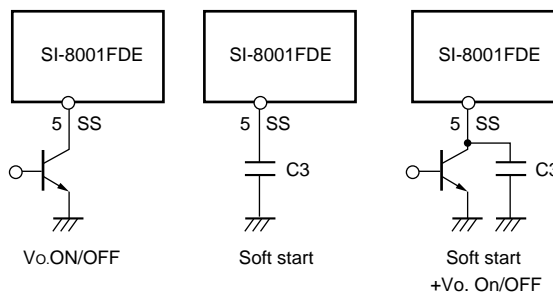 SI-8001FDE
5 SS
Vo.ON/OFF
SI-8001FDE
5 SS
C3
Soft start
SI-8001FDE
5 SS
C3
Soft start
+Vo. On/OFF